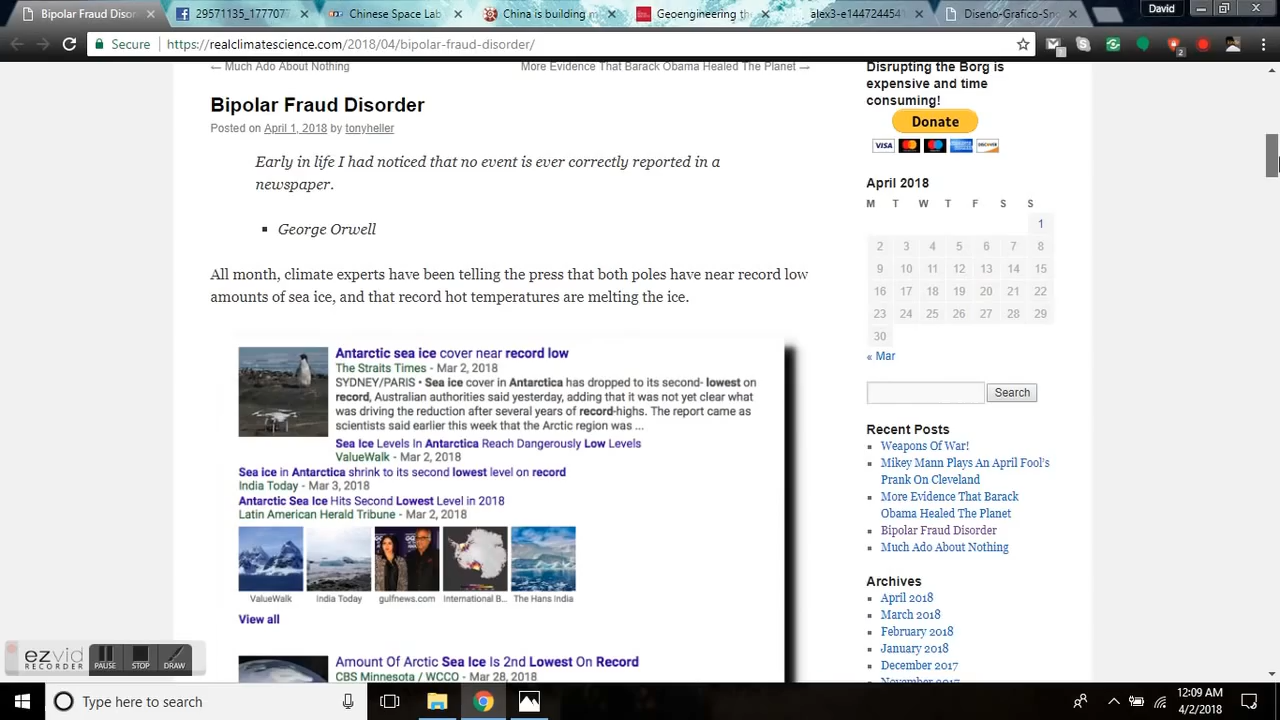 Bipolar Fraud Disor
29571135_177707
Chinese Space Lab
China is building m
Geoengineering th
alex3-e1447244541
Diseno-Grafico-Sno
David
Secure
https://realclimatescience.com/2018/04/bipolar-fraud-disorder/
2
← Much Ado About Nothing
More Evidence That Barack Obama Healed The Planet →
Bipolar Fraud Disorder
Posted on April 1, 2018 by tonyheller
Early in life I had noticed that no event is ever correctly reported in a
newspaper.
George Orwell
All month, climate experts have been telling the press that both poles have near record low
amounts of sea ice, and that record hot temperatures are melting the ice.
Antarctic sea ice cover near record low
The Straits Times - Mar 2, 2018
SYDNEY/PARIS • Sea ice cover in Antarctica has dropped to its second- lowest on
record, Australian authorities said yesterday, adding that it was not yet clear what
was driving the reduction after several years of record-highs. The report came as
scientists said earlier this week that the Arctic region was ...
Sea Ice Levels In Antarctica Reach Dangerously Low Levels
ValueWalk - Mar 2, 2018
Sea ice in Antarctica shrink to its second lowest level on record
India Today - Mar 3, 2018
Antarctic Sea Ice Hits Second Lowest Level in 2018
Latin American Herald Tribune - Mar 2, 2018
ValueWalk
India Today
gulfnews.com
International B...
The Hans India
View all
Amount Of Arctic Sea Ice Is 2nd Lowest On Record
CBS Minnesota / WCCO - Mar 28, 2018
Disrupting the Borg is
expensive and time
consuming!
Donate
VISA
DISCOVER
April 2018
M T W T F S S
1
2 3 4 5 6 7 8
9 10 11 12 13 14 15
16 17 18 19 20 21 22
23 24 25 26 27 28 29
30
« Mar
Search
Recent Posts
Weapons Of War!
Mikey Mann Plays An April Fool's
Prank On Cleveland
More Evidence That Barack
Obama Healed The Planet
Bipolar Fraud Disorder
Much Ado About Nothing
Archives
April 2018
March 2018
February 2018
January 2018
December 2017
November 2017
ezvid
RECORDER
PAUSE
STOP
DRAW
Type here to search
12:09 AM
4/2/2018